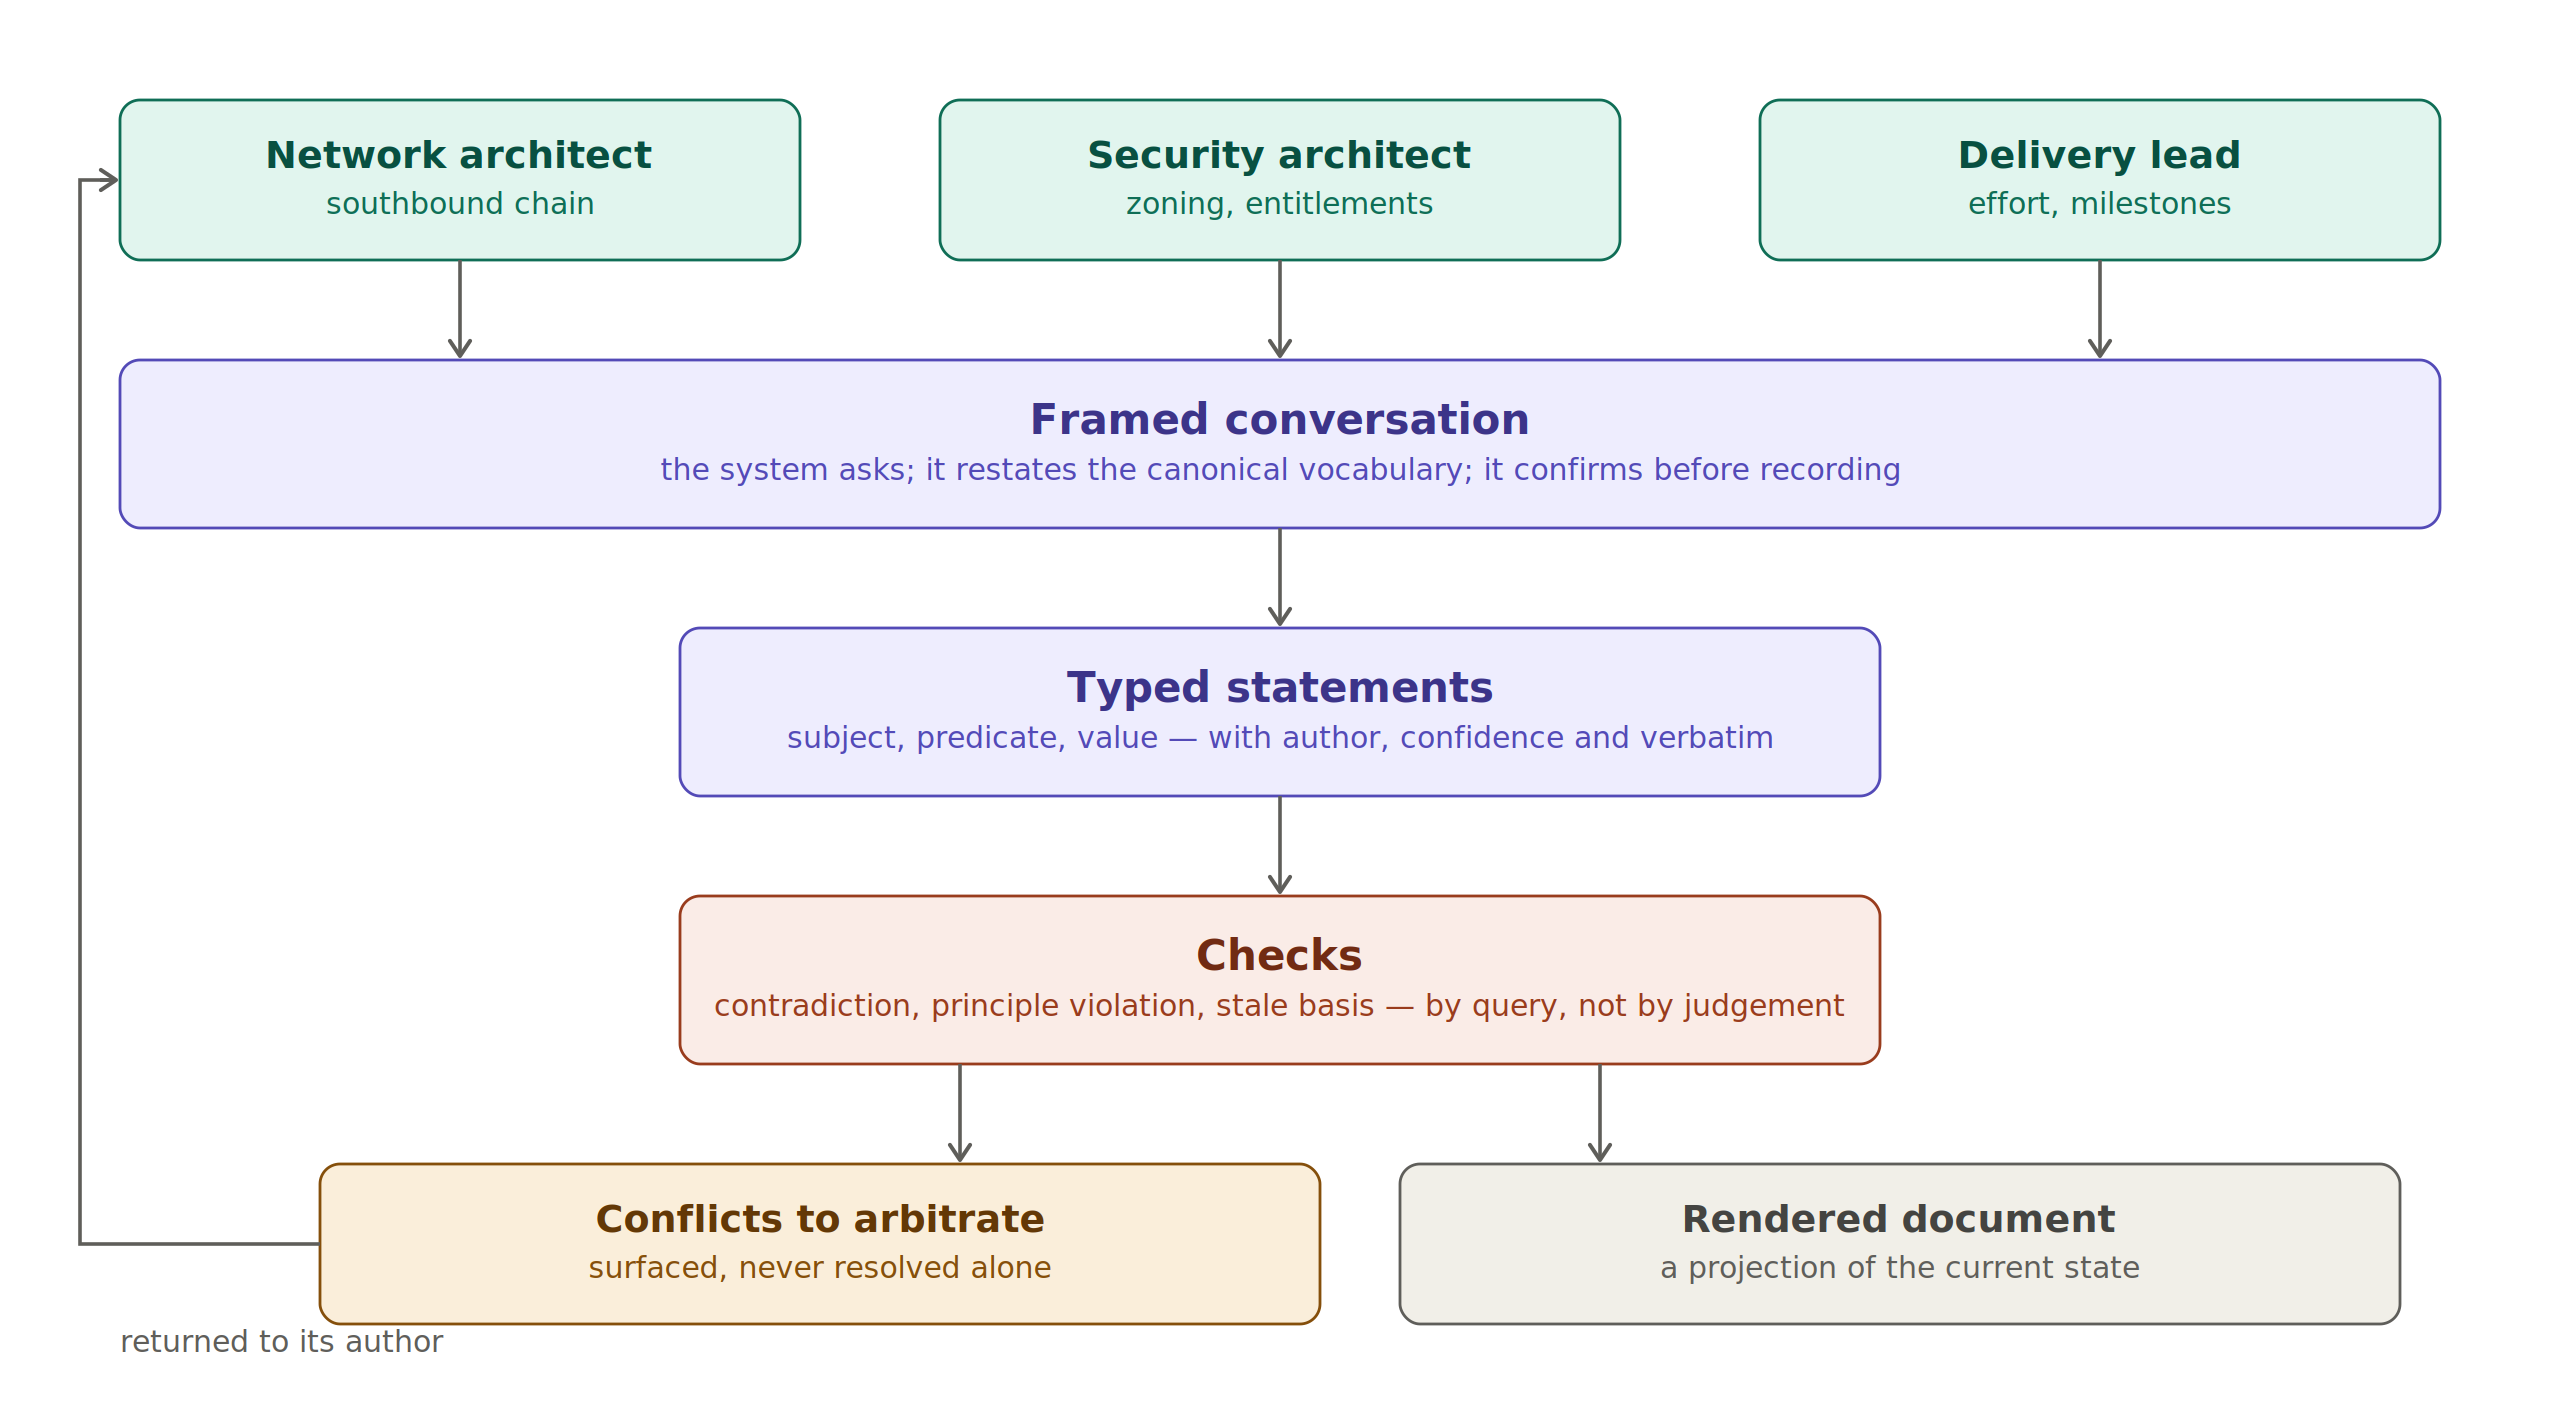 Network architect
southbound chain
Security architect
zoning, entitlements
Delivery lead
effort, milestones
Framed conversation
the system asks; it restates the canonical vocabulary; it confirms before recording
Typed statements
subject, predicate, value — with author, confidence and verbatim
Checks
contradiction, principle violation, stale basis — by query, not by judgement
Conflicts to arbitrate
surfaced, never resolved alone
Rendered document
a projection of the current state
returned to its author